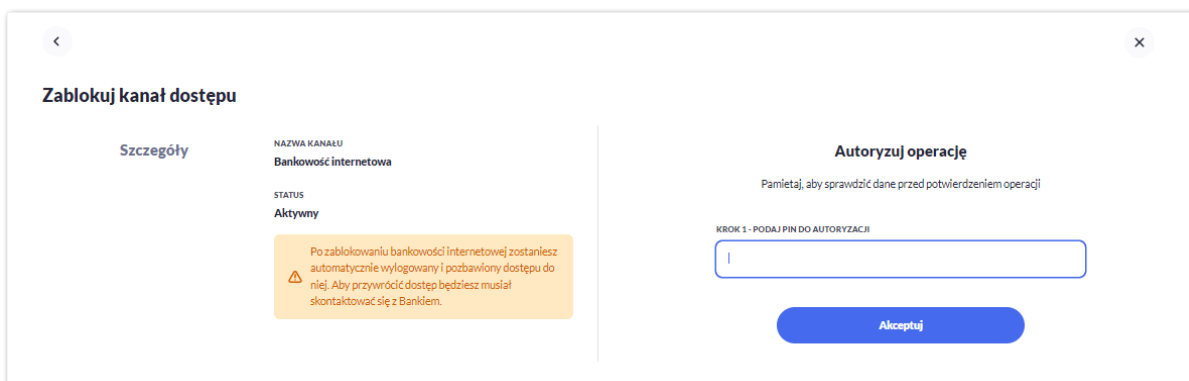 Zablokuj kanał dostępu
Szczegóły
NAZWA KANAŁU
Bankowość internetowa
STATUS
Aktywny
Po zablokowaniu bankowości internetowej zostaniesz
automatycznie wylogowany i pozbawiony dostępu do
niej. Aby przywrócić dostęp będziesz musiał
skontaktować się z Bankiem.
Autoryzuj operację
Pamietaj, aby sprawdzić dane przed potwierdzeniem operacji
KROK 1 - PODAJ PIN DO AUTORYZACJI
Akceptuj